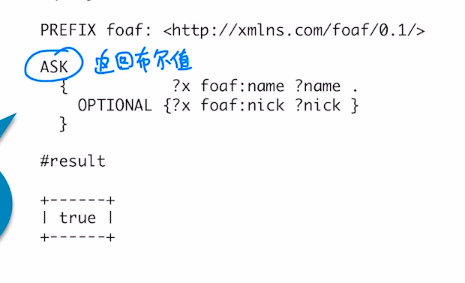 PREFIX foaf: <http://xmlns.com/foaf/0.1/>
ASK 返回布尔值
{ ?x foaf:name ?name .
OPTIONAL {?x foaf:nick ?nick }
}
#result
+------+
| true |
+------+